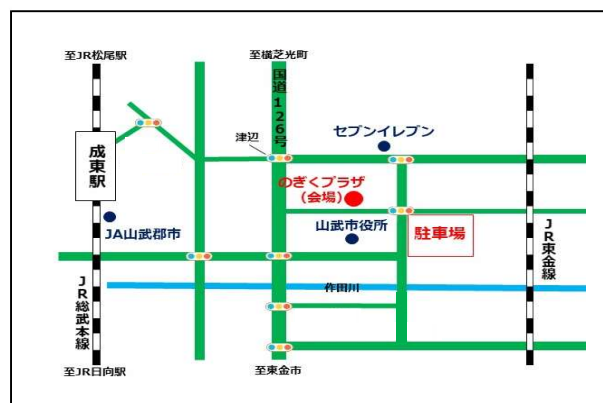 至JR松尾駅
至横芝光町
国道126号
津辺
セブンイレブン
成東駅
のぎくプラザ
(会場)
JA山武郡市
山武市役所
駐車場
JR東金線
JR総武本線
作田川
至JR日向駅
至東金市